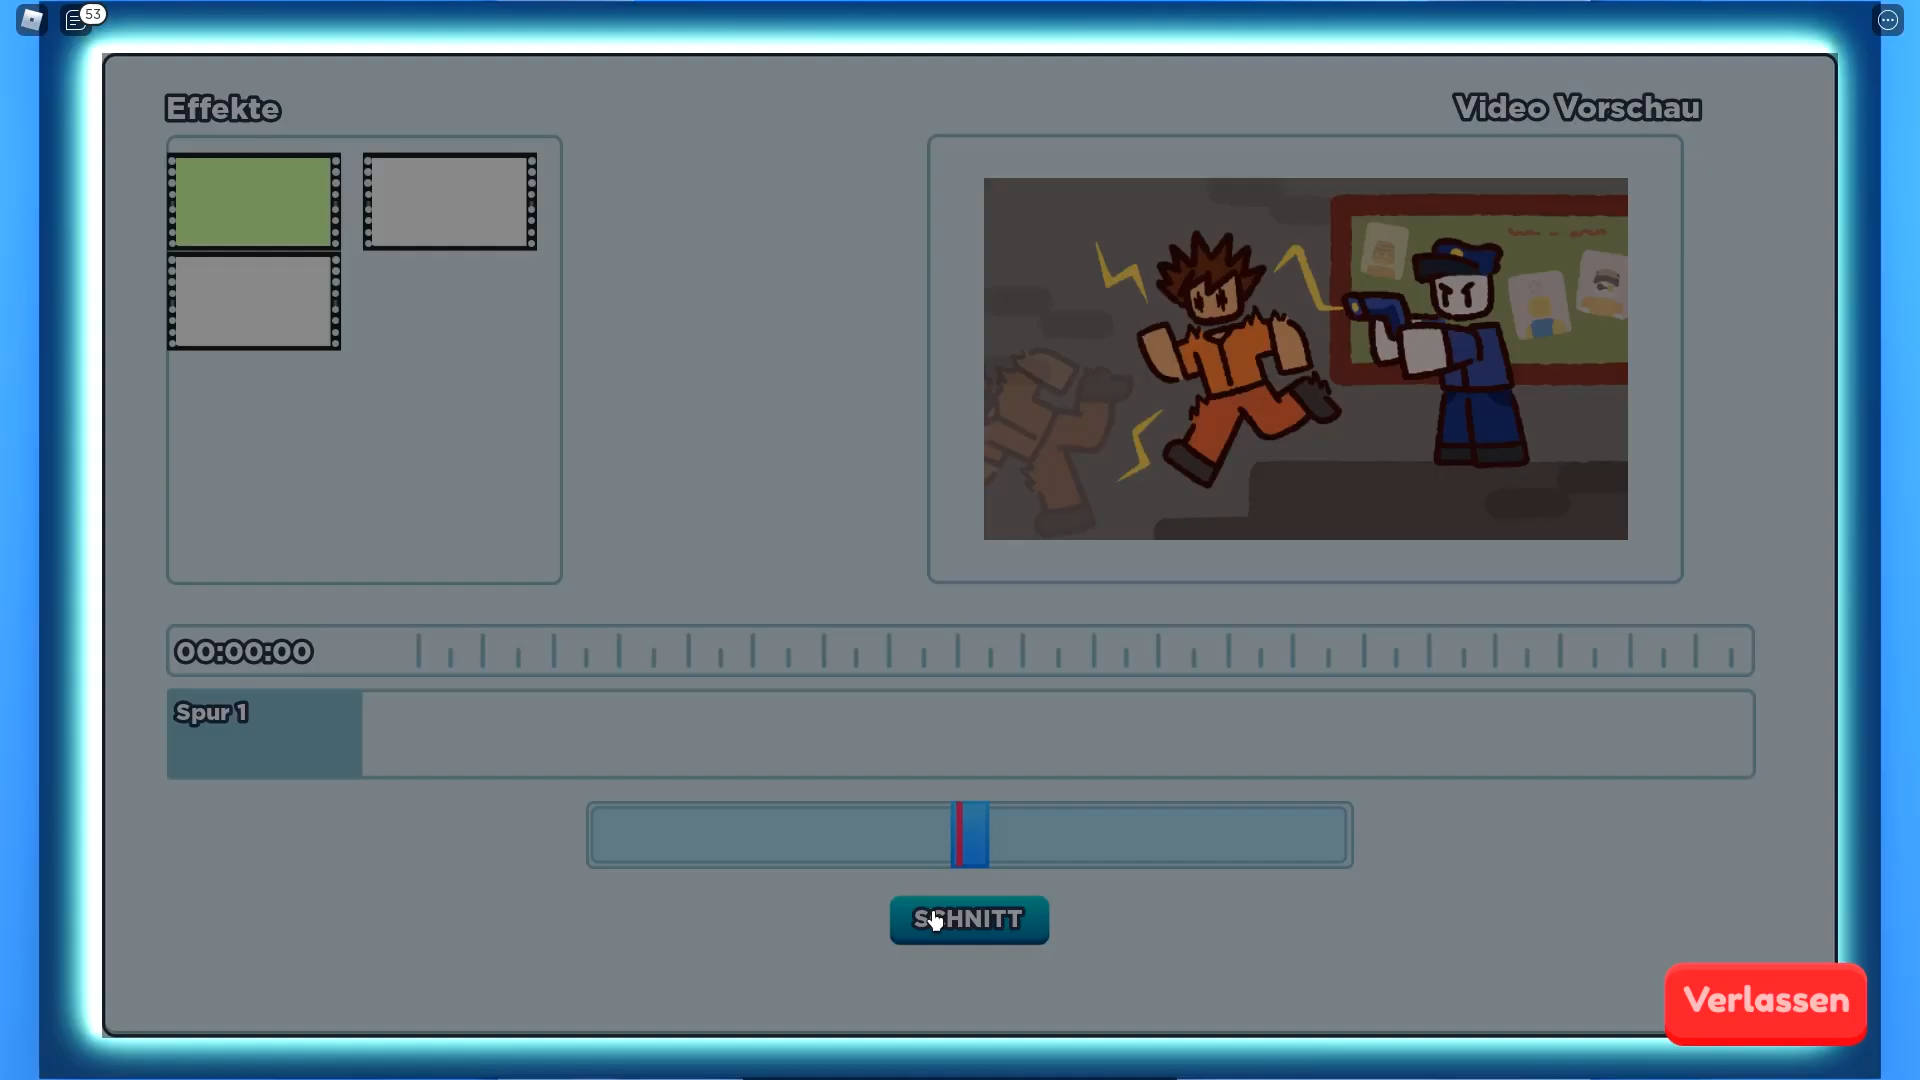 53
Effekte
Video Vorschau
00:00:00
Spur 1
SCHNITT
Verlassen